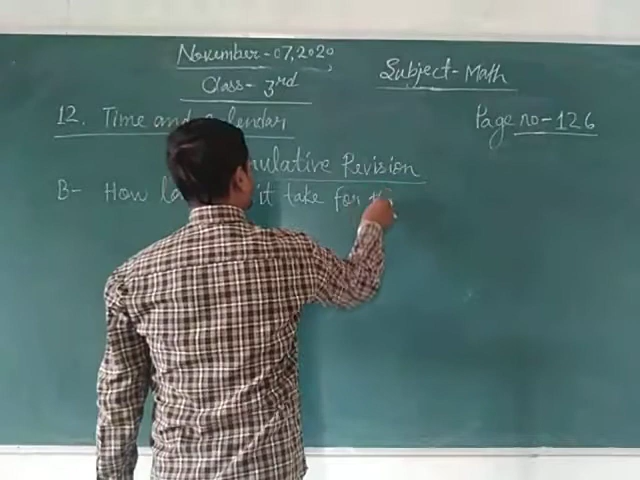 November-07,2020
Class- 3rd
Subject-Math
12. Time and Calendar
Page no-126
mulative Revision
B- How lo it take for